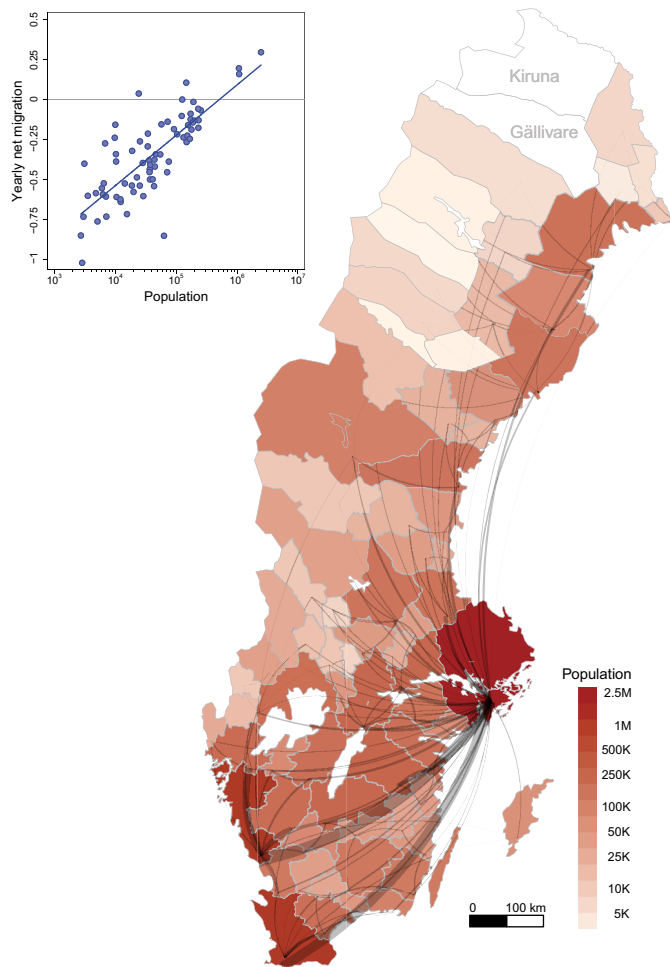 0.5
0.25
0
-0.25
-0.5
-0.75
−1
Yearly net migration
10³
10⁴
10⁵
10⁶
10⁷
Population
Kiruna
Gällivare
Population
2.5M
1M
500K
250K
100K
50K
25K
10K
5K
0 100 km